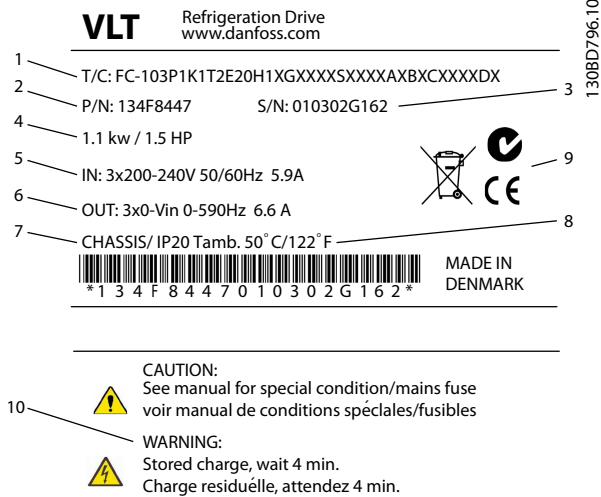 VLT
Refrigeration Drive
www.danfoss.com
130BD796.10
1
T/C: FC-103P1K1T2E20H1XGXXXXSXXXXAXBXCXXXXDX
2
P/N: 134F8447 S/N: 010302G162
3
4
1.1 kw / 1.5 HP
5
IN: 3x200-240V 50/60Hz 5.9A
9
CE
6
OUT: 3x0-Vin 0-590Hz 6.6 A
7
CHASSIS/ IP20 Tamb. 50˚C/122˚F
8
*134F8447010302G162*
MADE IN
DENMARK
CAUTION:
See manual for special condition/mains fuse
voir manual de conditions spéclales/fusibles
10
WARNING:
Stored charge, wait 4 min.
Charge residuélle, attendez 4 min.